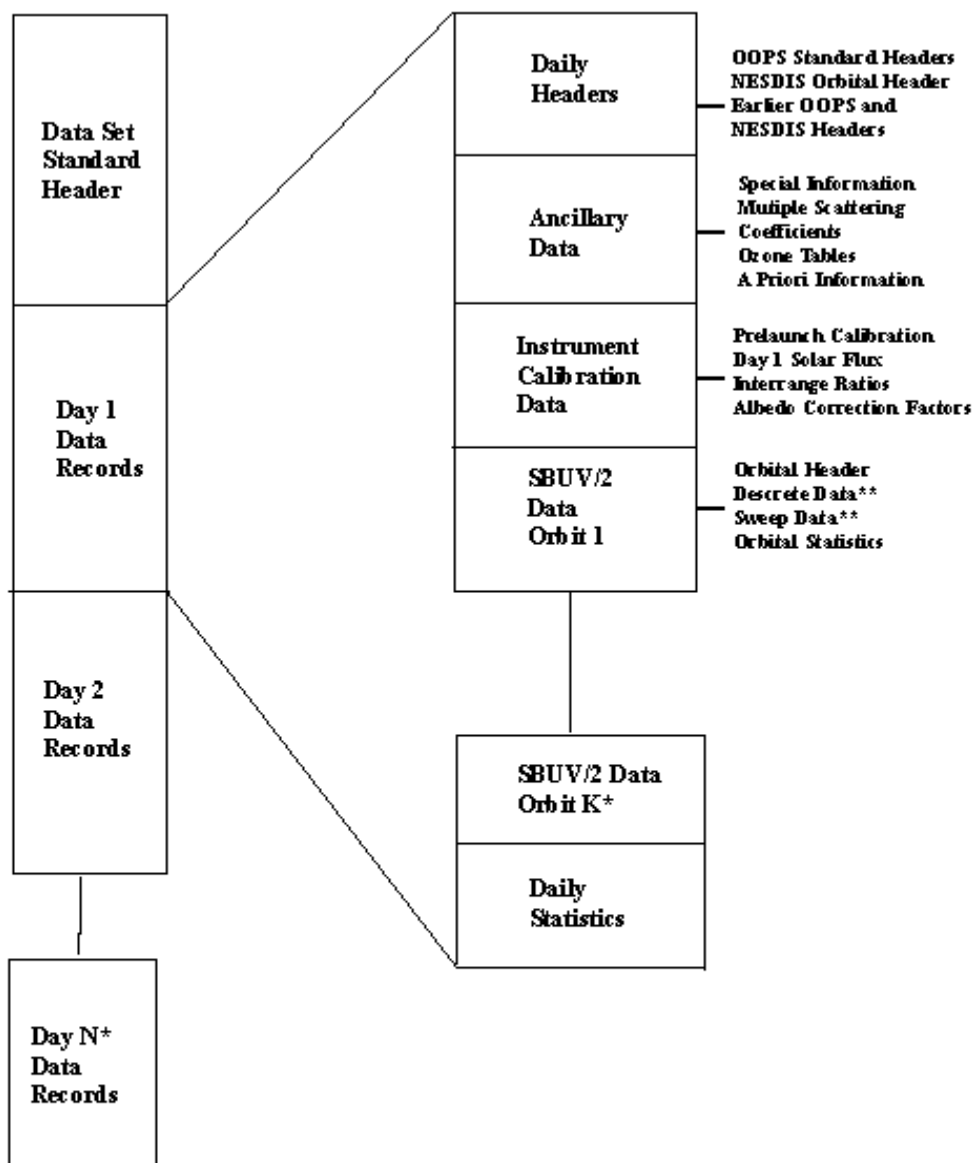 Data Set
Standard
Header
Day 1
Data
Records
Day 2
Data
Records
Day N*
Data
Records
Daily
Headers
OOPS Standard Headers
NESDIS Orbital Header
Earlier OOPS and
NESDIS Headers
Ancillary
Data
Special Information
Mutiple Scattering
Coefficients
Ozone Tables
A Priori Information
Instrument
Calibration
Data
Prelaunch Calibration
Day 1 Solar Flux
Interrange Ratios
Albedo Correction Factors
SBUV/2
Data
Orbit 1
Orbital Header
Descrete Data**
Sweep Data**
Orbital Statistics
SBUV/2 Data
Orbit K*
Daily
Statistics